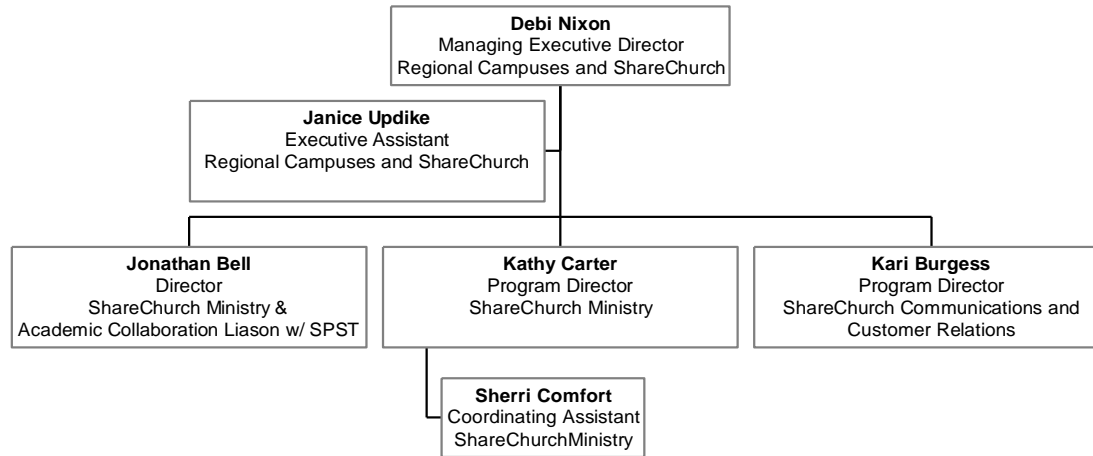 Debi Nixon
Managing Executive Director
Regional Campuses and ShareChurch
Janice Updike
Executive Assistant
Regional Campuses and ShareChurch
Jonathan Bell
Director
ShareChurch Ministry &
Academic Collaboration Liason w/ SPST
Kathy Carter
Program Director
ShareChurch Ministry
Kari Burgess
Program Director
ShareChurch Communications and
Customer Relations
Sherri Comfort
Coordinating Assistant
ShareChurchMinistry